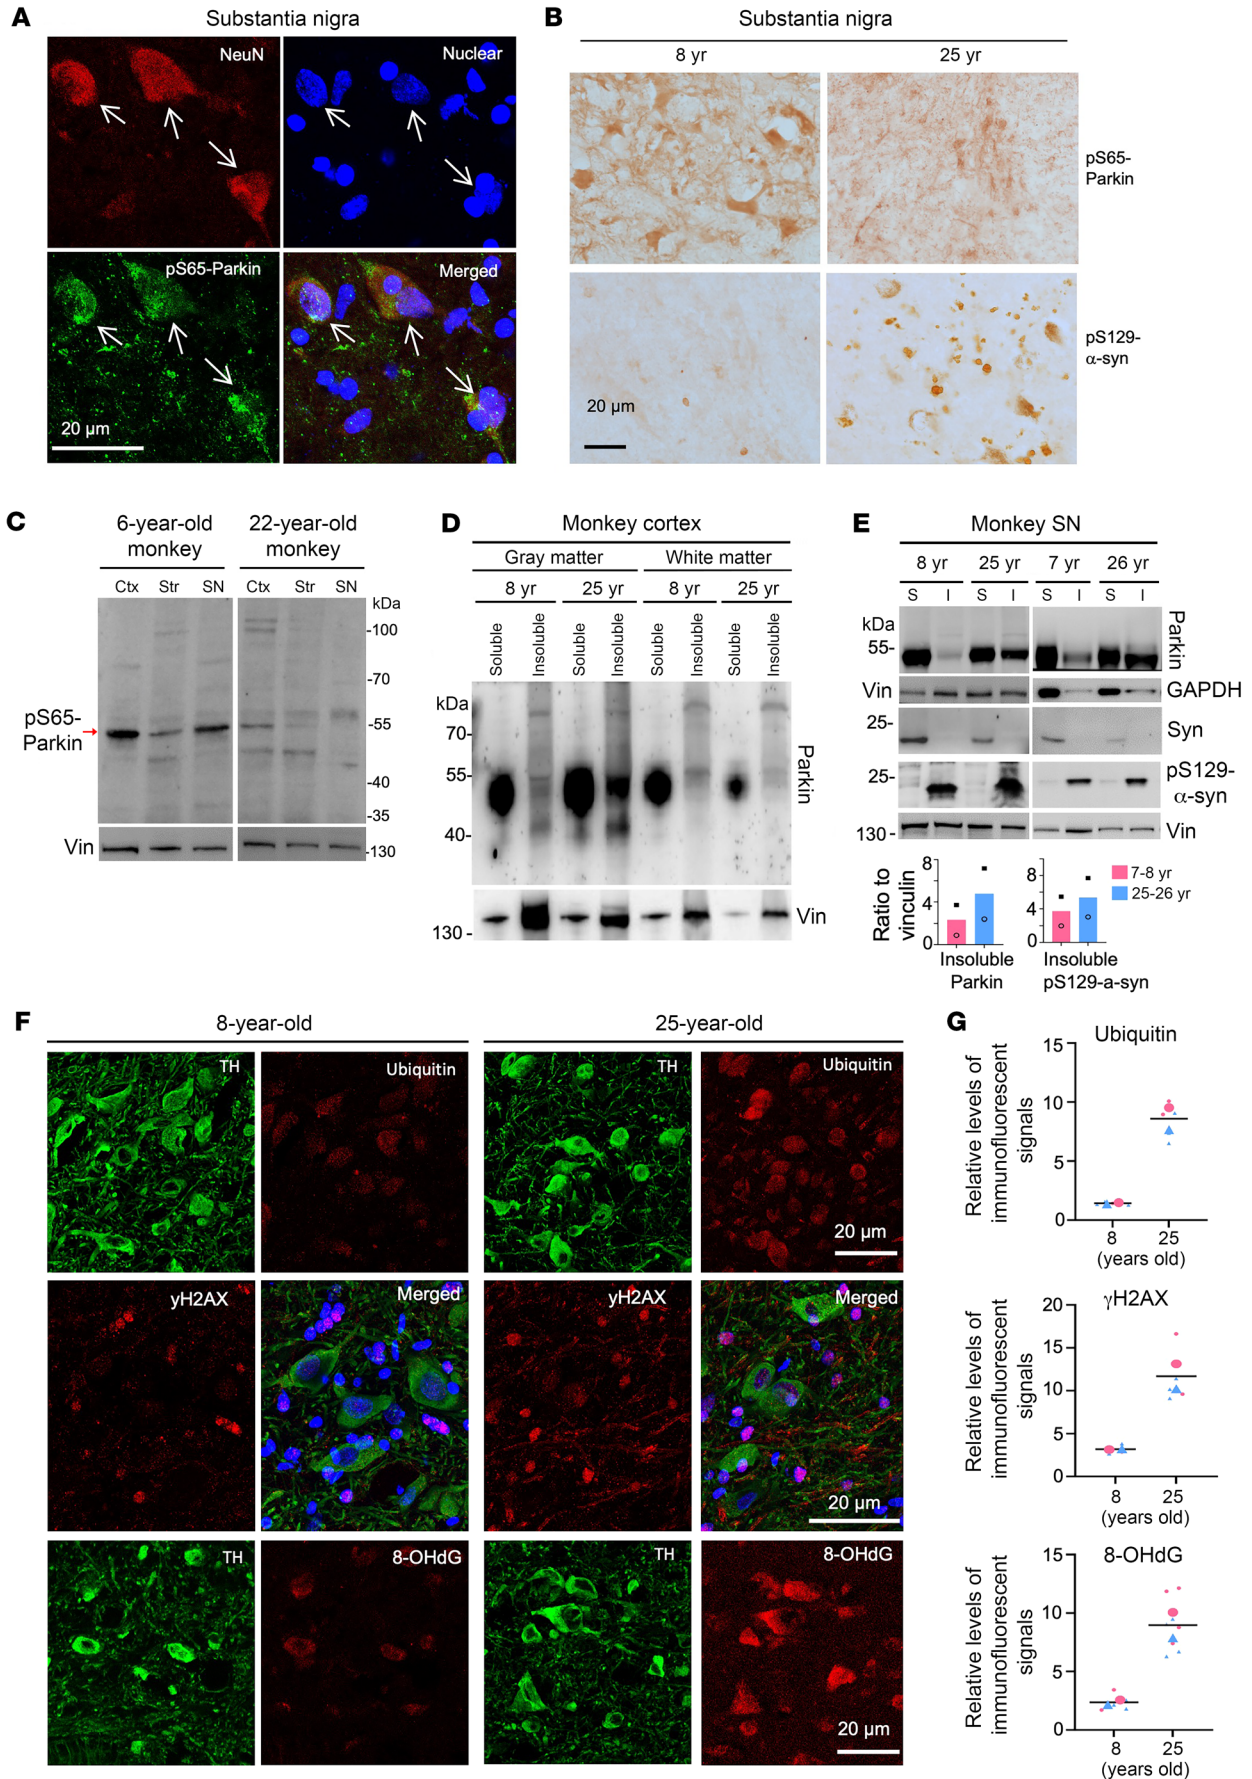 A
Substantia nigra
NeuN
Nuclear
pS65-Parkin
Merged
20 µm
B
Substantia nigra
8 yr
25 yr
pS65-
Parkin
pS129-
α-syn
20 µm
C
6-year-old
monkey
22-year-old
monkey
Ctx
Str
SN
Ctx
Str
SN
kDa
-100
-70
-55
-40
-35
pS65-
Parkin
Vin
-130
D
Monkey cortex
Gray matter
White matter
8 yr
25 yr
8 yr
25 yr
Soluble
Insoluble
Soluble
Insoluble
Soluble
Insoluble
Soluble
Insoluble
kDa
70-
55-
40-
Parkin
Vin
130 -
E
Monkey SN
8 yr
25 yr
7 yr
26 yr
S
I
S
I
S
I
S
I
kDa
55-
Parkin
Vin
GAPDH
25-
Syn
25-
pS129-
α-syn
130 -
Vin
Ratio to
vinculin
8
4
0
Insoluble
Parkin
8
4
0
Insoluble
pS129-a-syn
7-8 yr
25-26 yr
F
8-year-old
25-year-old
TH
Ubiquitin
TH
Ubiquitin
20 µm
yH2AX
Merged
yH2AX
Merged
20 µm
TH
8-OHdG
TH
8-OHdG
20 µm
G
Ubiquitin
Relative levels of
immunofluorescent
signals
15
10
5
0
8
25
(years old)
γH2AX
Relative levels of
immunofluorescent
signals
20
15
10
5
0
8
25
(years old)
8-OHdG
Relative levels of
immunofluorescent
signals
15
10
5
0
8
25
(years old)